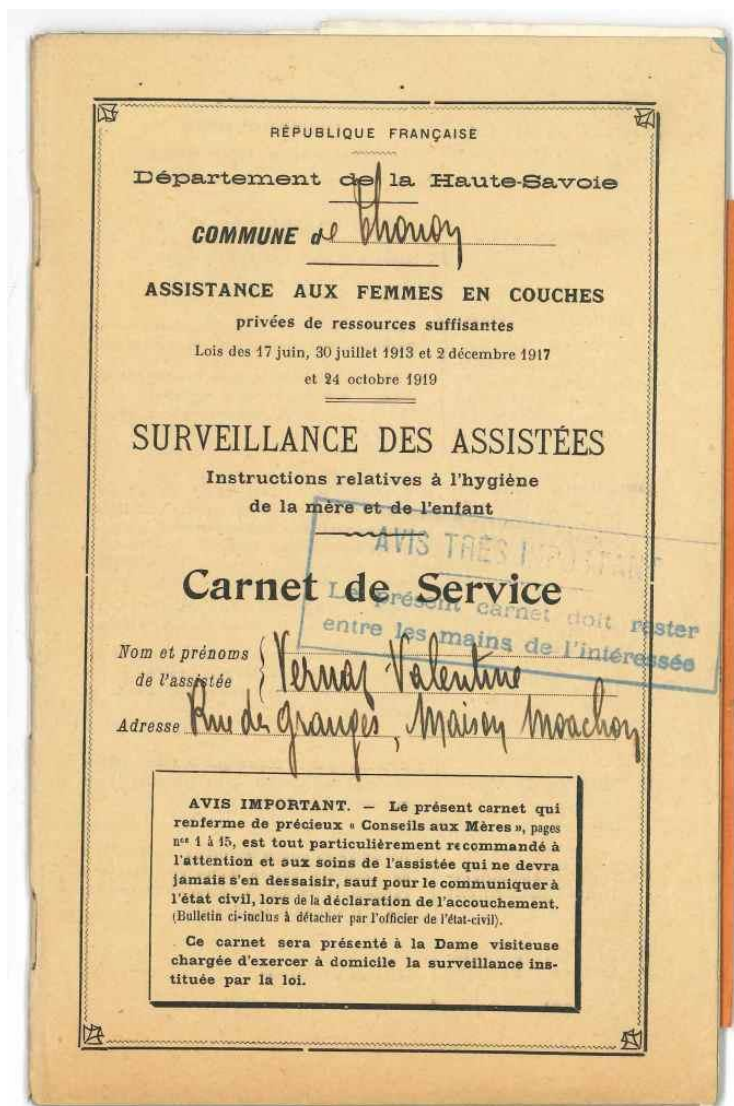 RÉPUBLIQUE FRANÇAISE
Département de la Haute-Savoie
COMMUNE de Thonon
ASSISTANCE AUX FEMMES EN COUCHES
privées de ressources suffisantes
Lois des 17 juin, 30 juillet 1913 et 2 décembre 1917
et 24 octobre 1919
SURVEILLANCE DES ASSISTÉES
Instructions relatives à l'hygiène
de la mère et de l'enfant
AVIS TRÈS IMPORTANT
Carnet de Service
Le présent carnet doit rester
entre les mains de l'intéressée
Nom et prénoms
de l'assistée
Vernaz Valentine
Adresse Rue des Granges, Maison Moachon
AVIS IMPORTANT. — Le présent carnet qui
renferme de précieux « Conseils aux Mères », pages
nos 1 à 15, est tout particulièrement recommandé à
l'attention et aux soins de l'assistée qui ne devra
jamais s'en dessaisir, sauf pour le communiquer à
l'état civil, lors de la déclaration de l'accouchement.
(Bulletin ci-inclus à détacher par l'officier de l'état-civil).
Ce carnet sera présenté à la Dame visiteuse
chargée d'exercer à domicile la surveillance ins-
tituée par la loi.